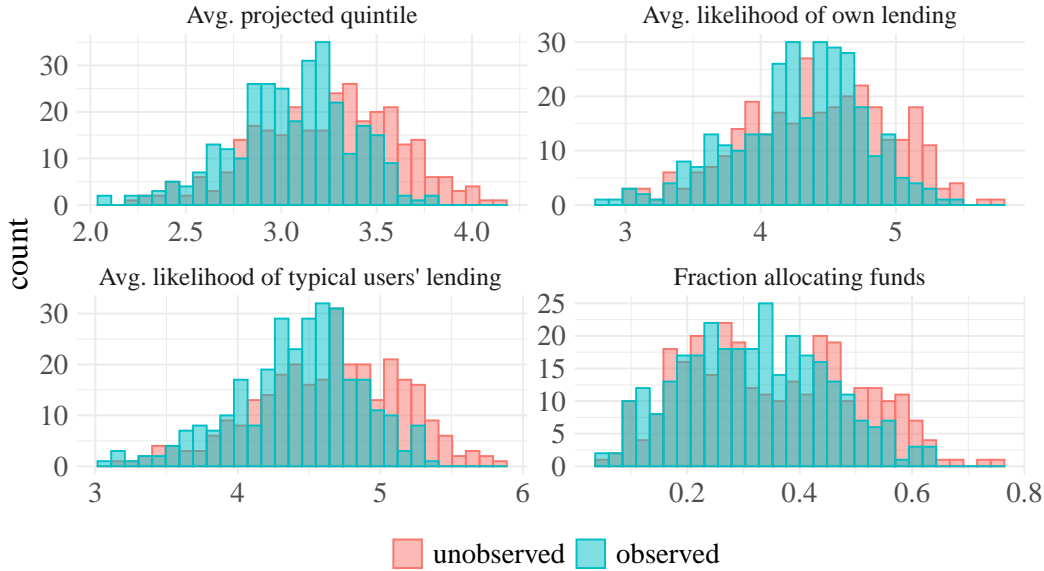 Avg. projected quintile
Avg. likelihood of own lending
30
20
10
0
2.0 2.5 3.0 3.5 4.0
30
20
10
0
3 4 5
count
Avg. likelihood of typical users' lending
Fraction allocating funds
30
20
10
0
3 4 5 6
25
20
15
10
5
0
0.2 0.4 0.6 0.8
unobserved observed